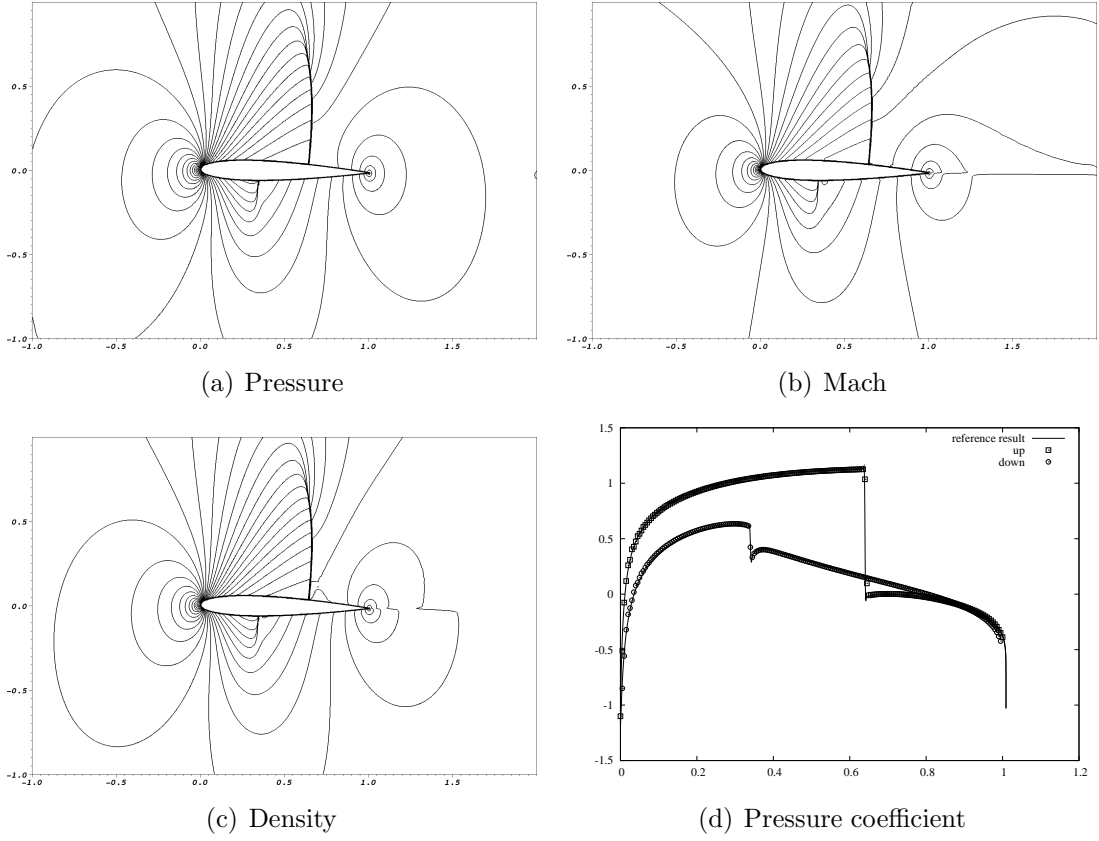 0.5
0.0
-0.5
-1.0
-1.0 -0.5 0.0 0.5 1.0 1.5
(a) Pressure
0.5
0.0
-0.5
-1.0
-1.0 -0.5 0.0 0.5 1.0 1.5
(b) Mach
0.5
0.0
-0.5
-1.0
-1.0 -0.5 0.0 0.5 1.0 1.5
(c) Density
reference result
up
down
1.5
1
0.5
0
-0.5
-1
-1.5
0 0.2 0.4 0.6 0.8 1 1.2
(d) Pressure coefficient